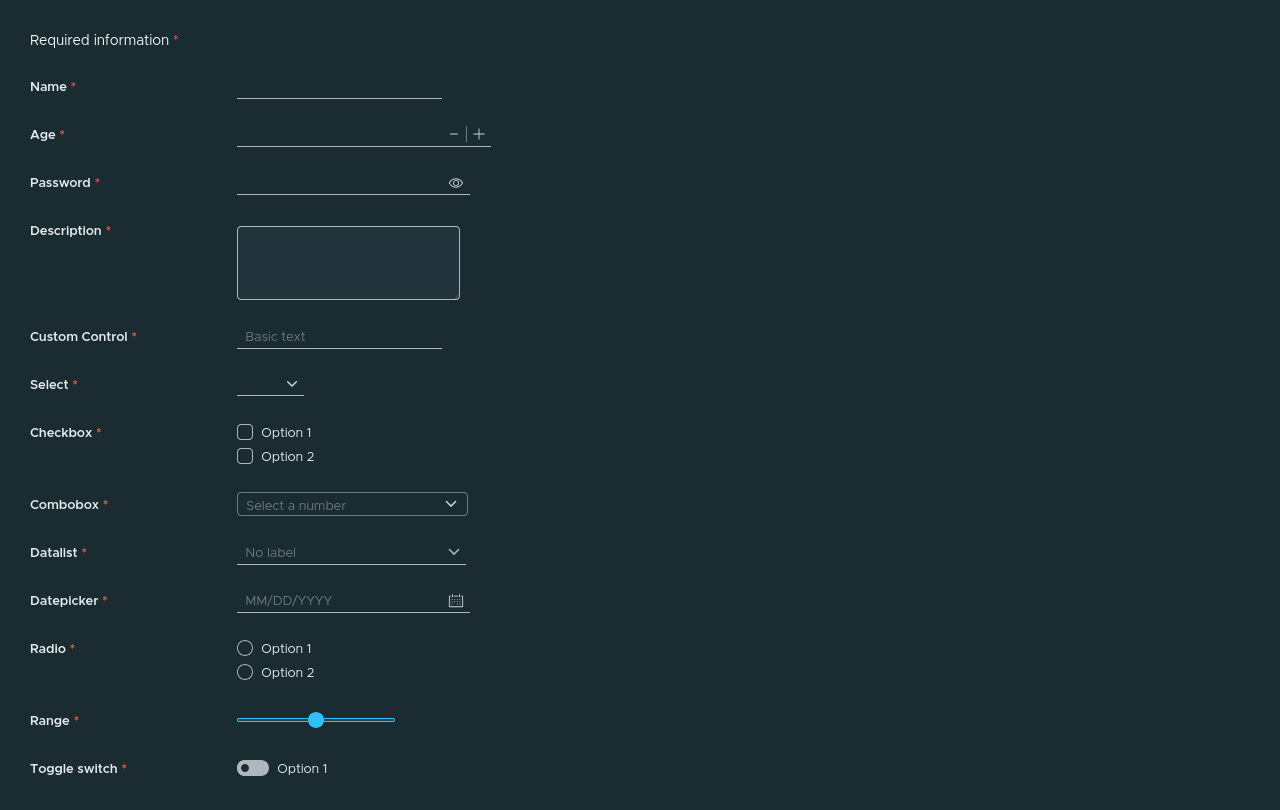 Required information *
Name *
Age *
Password *
Description *
Custom Control * Basic text
Select *
Checkbox * Option 1
Option 2
Combobox * Select a number
Datalist * No label
Datepicker * MM/DD/YYYY
Radio * Option 1
Option 2
Range *
Toggle switch * Option 1